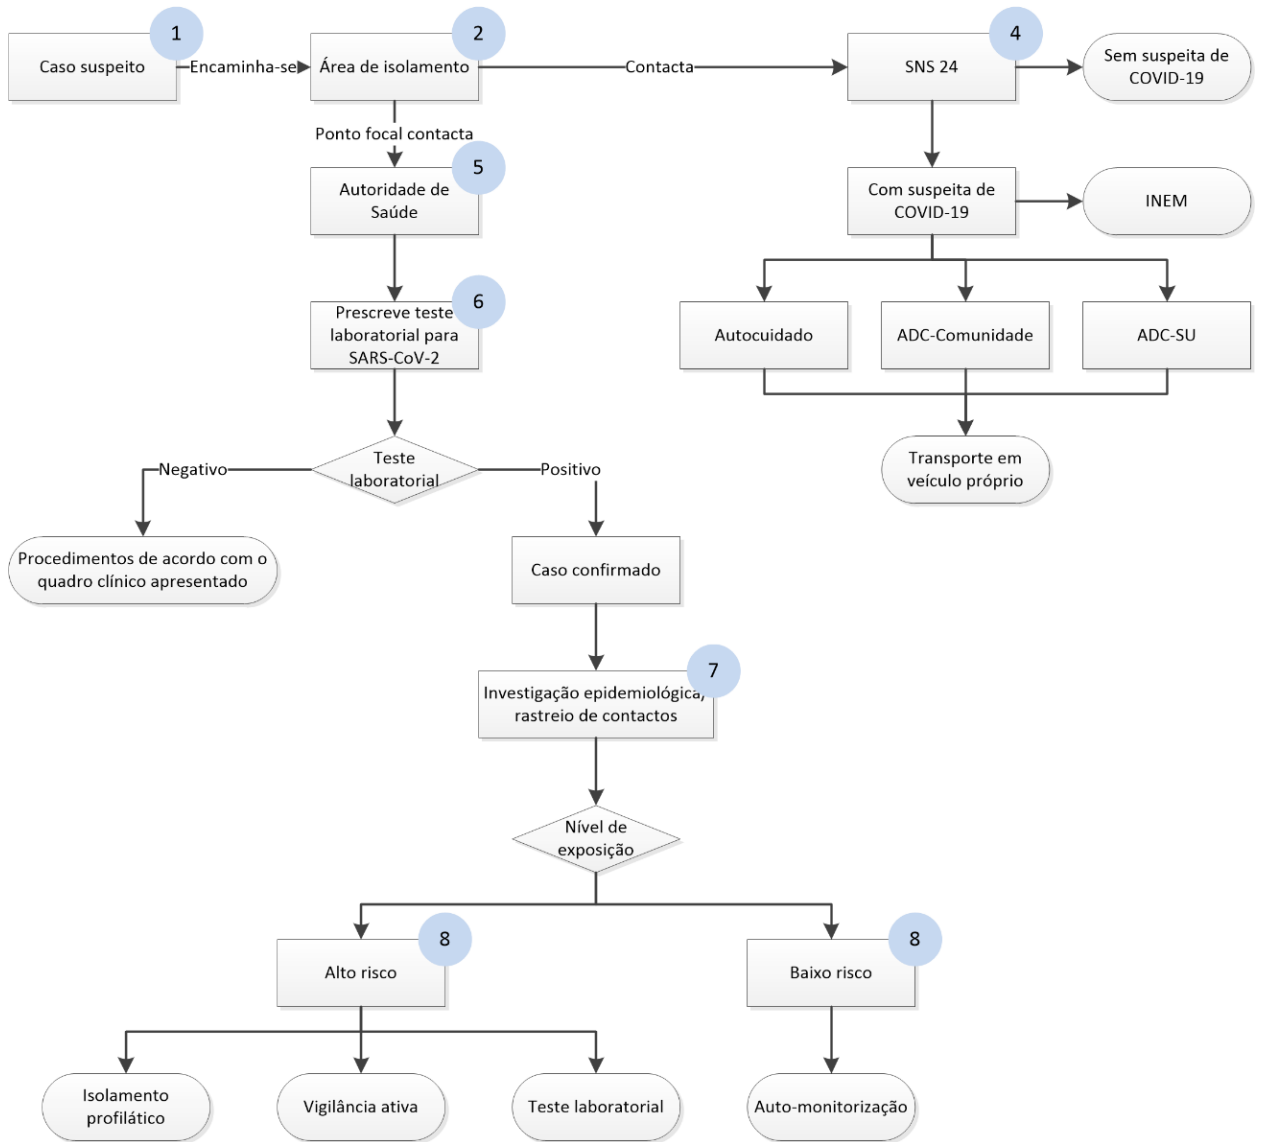 1
Caso suspeito
Encaminha-se
2
Área de isolamento
Contacta
4
SNS 24
Sem suspeita de
COVID-19
Ponto focal contacta
5
Autoridade de
Saúde
Com suspeita de
COVID-19
INEM
6
Prescreve teste
laboratorial para
SARS-CoV-2
Autocuidado
ADC-Comunidade
ADC-SU
Negativo
Teste
laboratorial
Positivo
Transporte em
veículo próprio
Procedimentos de acordo com o
quadro clínico apresentado
Caso confirmado
7
Investigação epidemiológica/
rastreio de contactos
Nível de
exposição
8
Alto risco
8
Baixo risco
Isolamento
profilático
Vigilância ativa
Teste laboratorial
Auto-monitorização